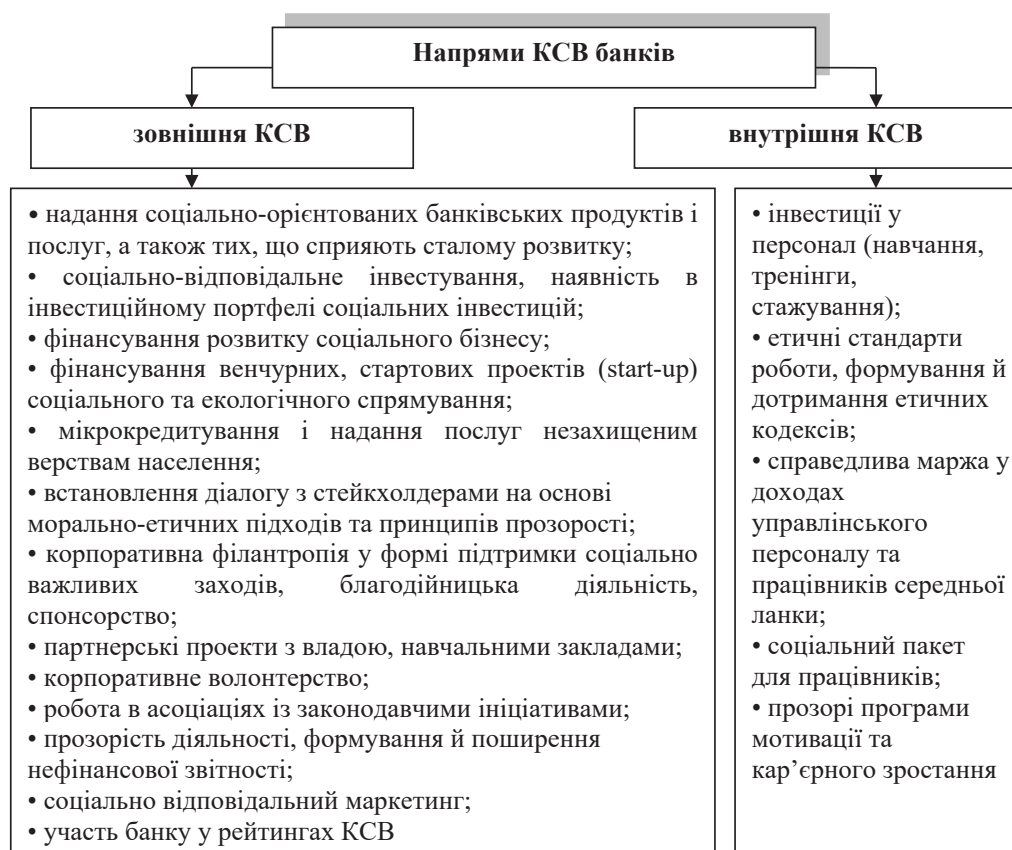 Напрями КСВ банків
зовнішня КСВ
• надання соціально-орієнтованих банківських продуктів і
послуг, а також тих, що сприяють сталому розвитку;
• соціально-відповідальне інвестування, наявність в
інвестиційному портфелі соціальних інвестицій;
• фінансування розвитку соціального бізнесу;
• фінансування венчурних, стартових проектів (start-up)
соціального та екологічного спрямування;
• мікрокредитування і надання послуг незахищеним
верствам населення;
• встановлення діалогу з стейкхолдерами на основі
морально-етичних підходів та принципів прозорості;
• корпоративна філантропія у формі підтримки соціально
важливих заходів, благодійницька діяльність,
спонсорство;
• партнерські проекти з владою, навчальними закладами;
• корпоративне волонтерство;
• робота в асоціаціях із законодавчими ініціативами;
• прозорість діяльності, формування й поширення
нефінансової звітності;
• соціально відповідальний маркетинг;
• участь банку у рейтингах КСВ
внутрішня КСВ
• інвестиції у
персонал (навчання,
тренінги,
стажування);
• етичні стандарти
роботи, формування й
дотримання етичних
кодексів;
• справедлива маржа у
доходах
управлінського
персоналу та
працівників середньої
ланки;
• соціальний пакет
для працівників;
• прозорі програми
мотивації та
кар’єрного зростання